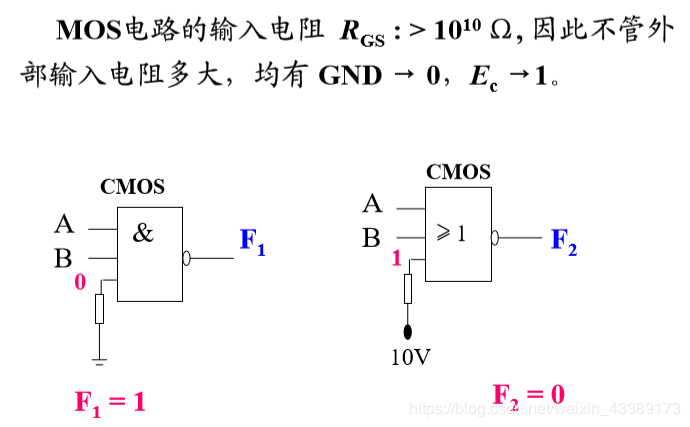 MOS电路的输入电阻 R_GS : > 10^10 Ω, 因此不管外
部输入电阻多大，均有 GND → 0，E_c →1。
CMOS
A
B
0
&
F_1
F_1 = 1
CMOS
A
B
1
⩾ 1
F_2
10V
F_2 = 0
https://blog.csdn.net/weixin_43389173